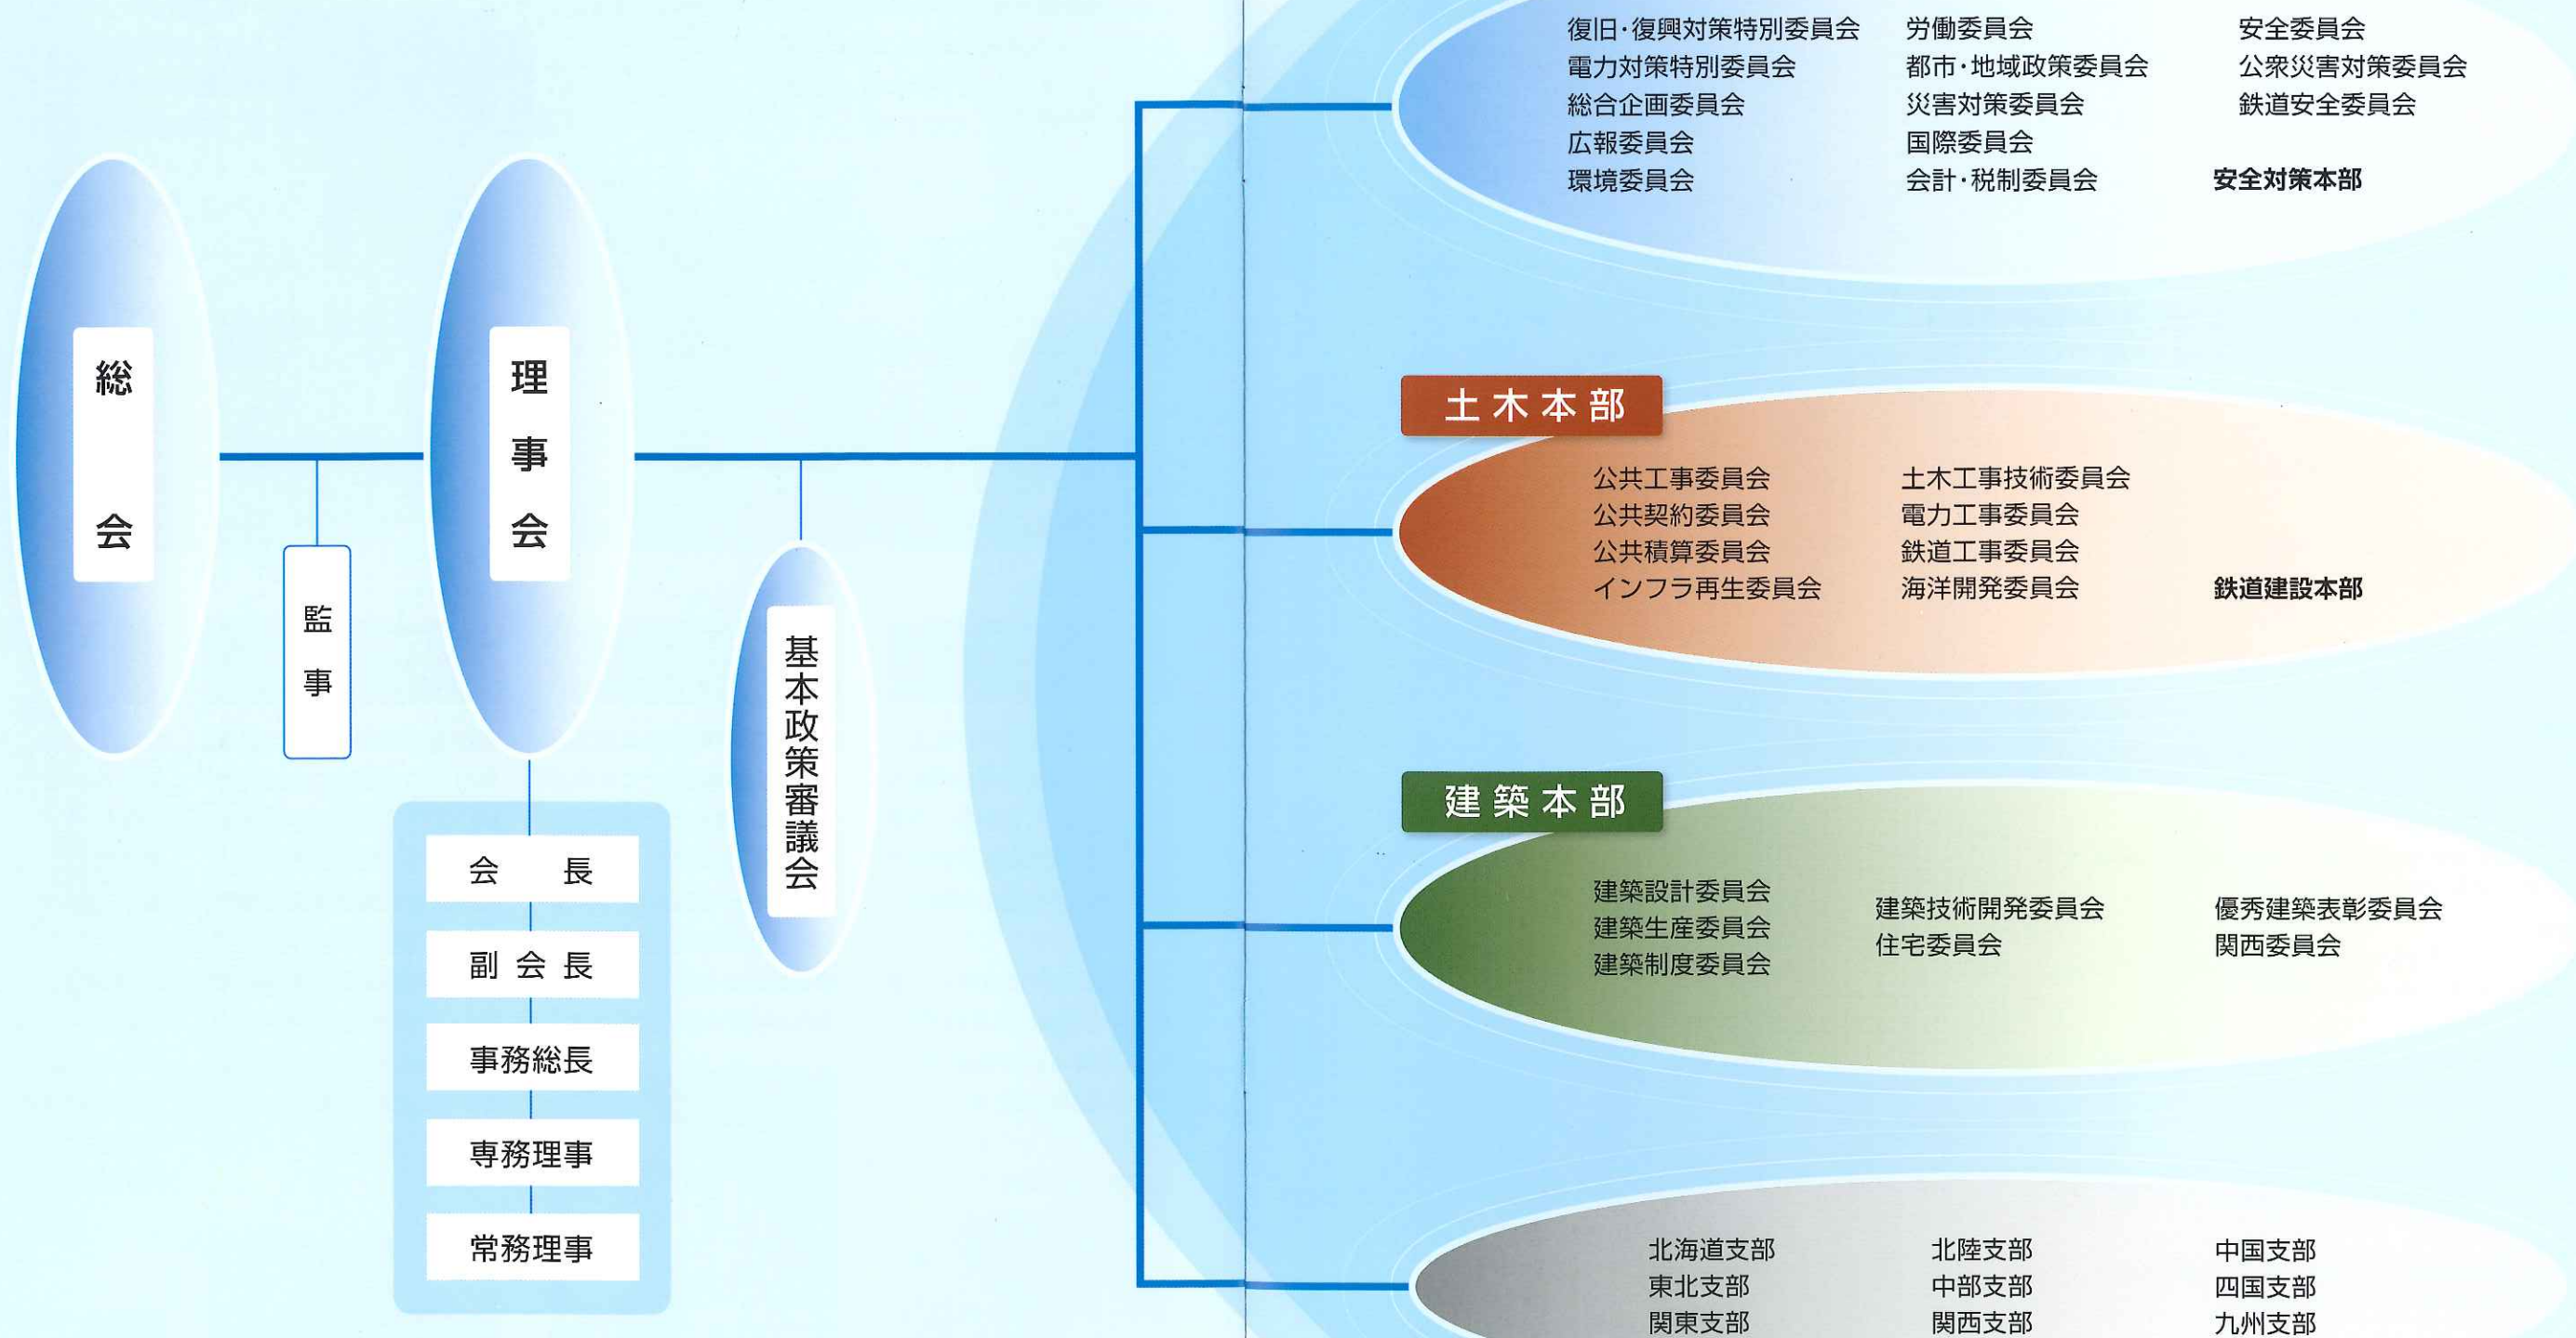 総会
監事
理事会
会長
副会長
事務総長
専務理事
常務理事
基本政策審議会
復旧・復興対策特別委員会
電力対策特別委員会
総合企画委員会
広報委員会
環境委員会
労働委員会
都市・地域政策委員会
災害対策委員会
国際委員会
会計・税制委員会
安全委員会
公衆災害対策委員会
鉄道安全委員会
安全対策本部
土木本部
公共工事委員会
公共契約委員会
公共積算委員会
インフラ再生委員会
土木工事技術委員会
電力工事委員会
鉄道工事委員会
海洋開発委員会
鉄道建設本部
建築本部
建築設計委員会
建築生産委員会
建築制度委員会
建築技術開発委員会
住宅委員会
優秀建築表彰委員会
関西委員会
北海道支部
東北支部
関東支部
北陸支部
中部支部
関西支部
中国支部
四国支部
九州支部